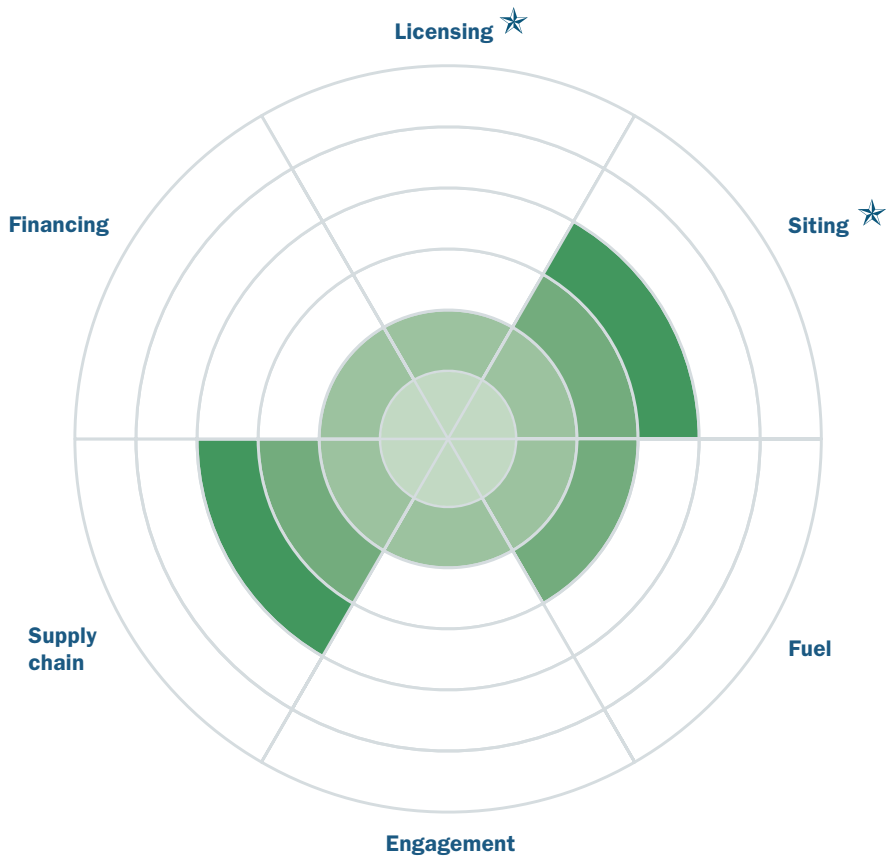 Licensing
Financing
Siting
Supply
chain
Fuel
Engagement